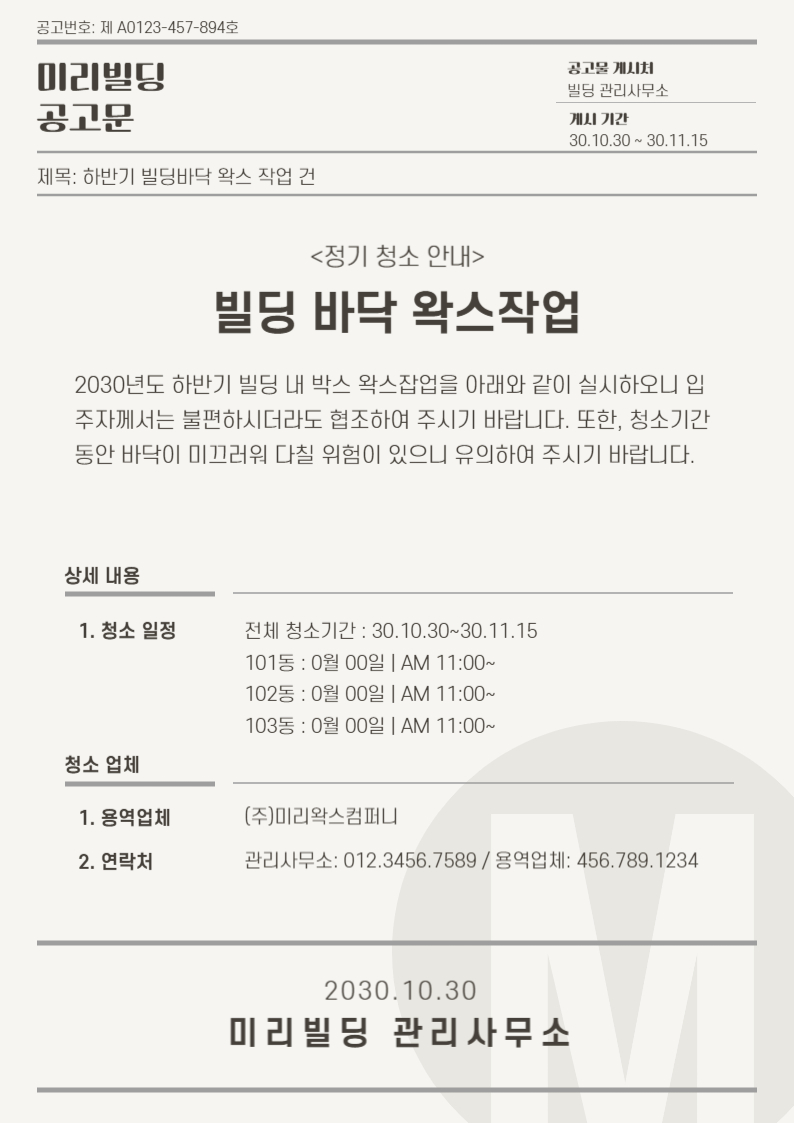 공고번호: 제 A0123-457-894호
미리빌딩
공고문
공고물 게시처
빌딩 관리사무소
게시 기간
30.10.30 ~ 30.11.15
제목: 하반기 빌딩바닥 왁스 작업 건
<정기 청소 안내>
빌딩 바닥 왁스작업
2030년도 하반기 빌딩 내 박스 왁스잡업을 아래와 같이 실시하오니 입
주자께서는 불편하시더라도 협조하여 주시기 바랍니다. 또한, 청소기간
동안 바닥이 미끄러워 다칠 위험이 있으니 유의하여 주시기 바랍니다.
상세 내용
1. 청소 일정
전체 청소기간 : 30.10.30~30.11.15
101동 : 0월 00일 | AM 11:00~
102동 : 0월 00일 | AM 11:00~
103동 : 0월 00일 | AM 11:00~
청소 업체
1. 용역업체 (주)미리왁스컴퍼니
2. 연락처 관리사무소: 012.3456.7589 / 용역업체: 456.789.1234
2030.10.30
미리빌딩 관리사무소
M